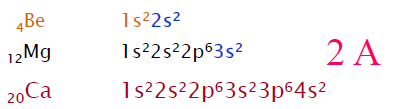 ₄Be 1s²2s²
₁₂Mg 1s²2s²2p⁶3s²
2 A
₂₀Ca 1s²2s²2p⁶3s²3p⁶4s²